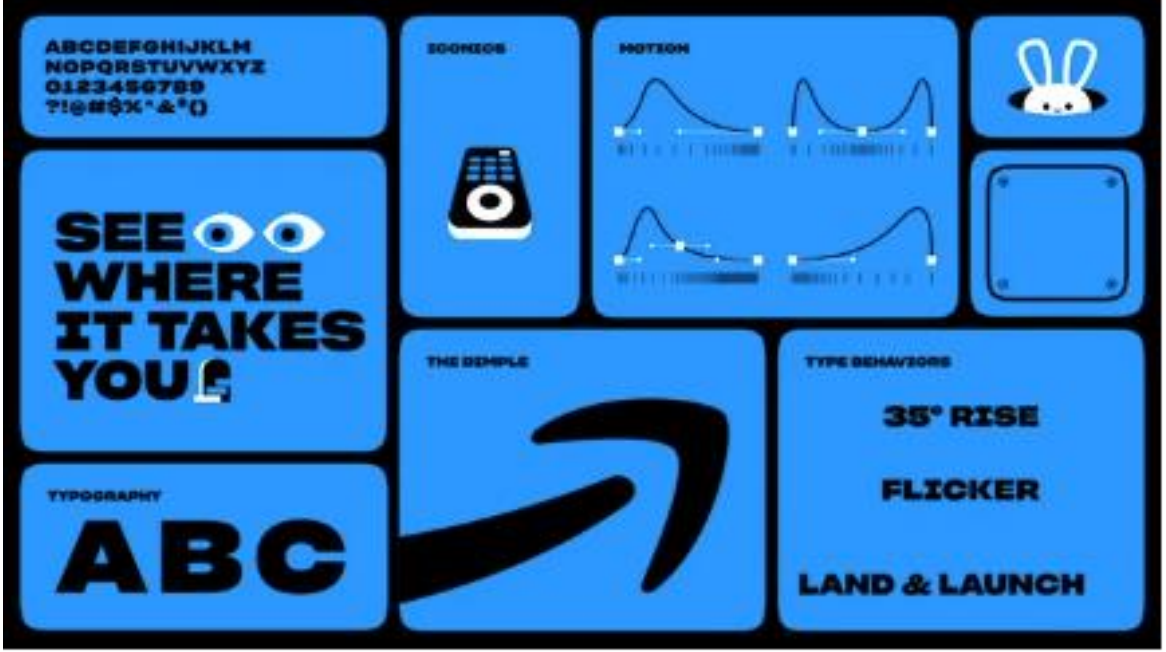 ABCDEFGHIJKLM
NOPQRSTUVWXYZ
0123456789
?!@#$%^&*()
SEE
WHERE
IT TAKES
YOU
TYPOGRAPHY
ABC
ICONICS
MOTION
THE DIMPLE
TYPE BEHAVIORS
35° RISE
FLICKER
LAND & LAUNCH